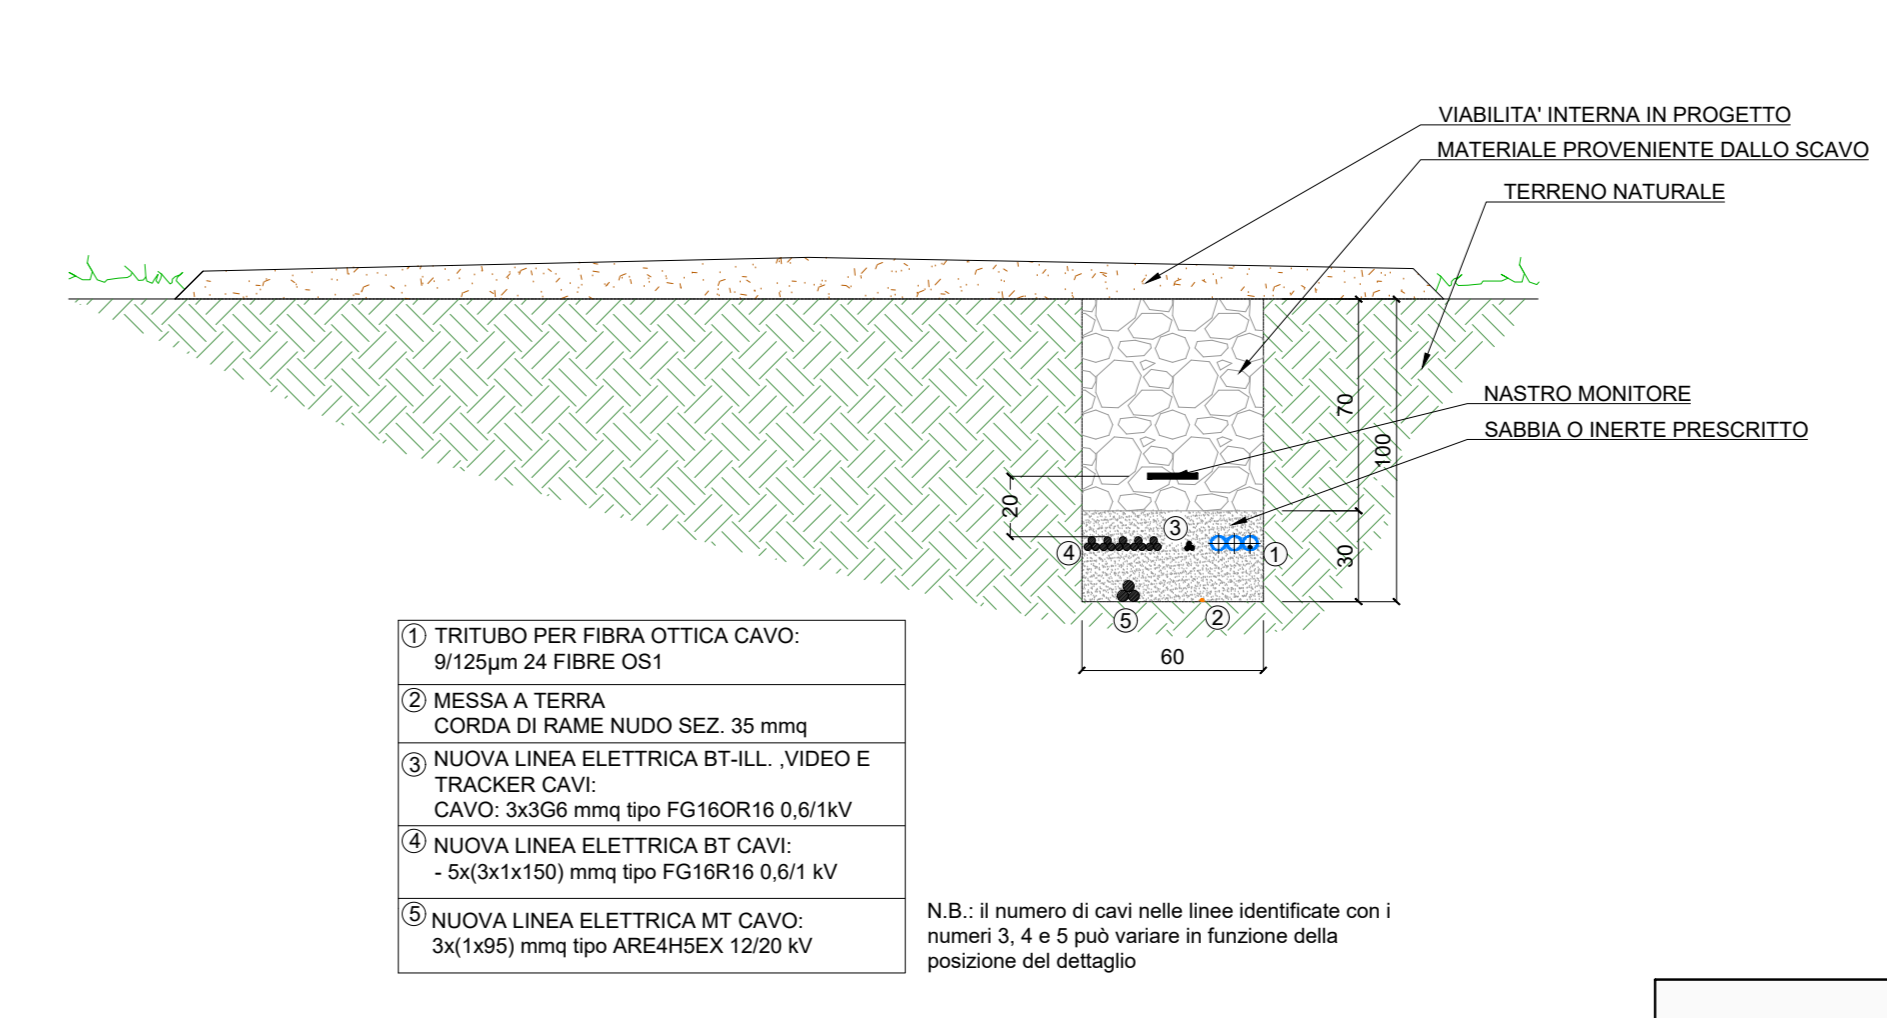 VIABILITA' INTERNA IN PROGETTO
MATERIALE PROVENIENTE DALLO SCAVO
TERRENO NATURALE
NASTRO MONITORE
SABBIA O INERTE PRESCRITTO
70
100
20
30
3
4
1
5
2
60
1 TRITUBO PER FIBRA OTTICA CAVO:
9/125µm 24 FIBRE OS1
2 MESSA A TERRA
CORDA DI RAME NUDO SEZ. 35 mmq
3 NUOVA LINEA ELETTRICA BT-ILL. ,VIDEO E
TRACKER CAVI:
CAVO: 3x3G6 mmq tipo FG16OR16 0,6/1kV
4 NUOVA LINEA ELETTRICA BT CAVI:
- 5x(3x1x150) mmq tipo FG16R16 0,6/1 kV
5 NUOVA LINEA ELETTRICA MT CAVO:
3x(1x95) mmq tipo ARE4H5EX 12/20 kV
N.B.: il numero di cavi nelle linee identificate con i
numeri 3, 4 e 5 può variare in funzione della
posizione del dettaglio